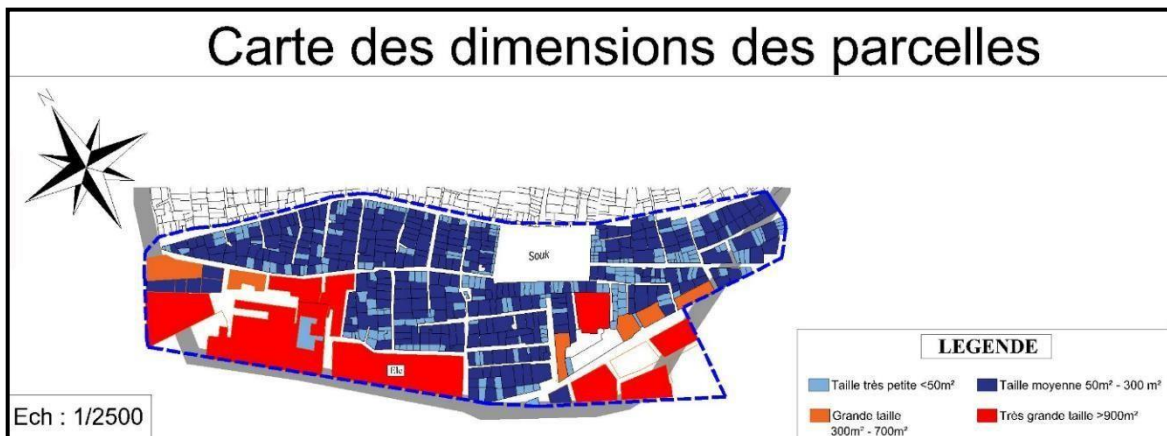 Carte des dimensions des parcelles
N
Souk
Ele
LEGENDE
Taille très petite <50m²
Taille moyenne 50m² - 300 m²
Grande taille
300m² - 700m²
Très grande taille >900m²
Ech : 1/2500